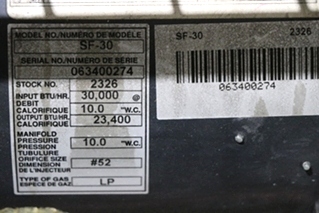 MODEL NO./NUMÉRO DE MODÈLE
SF-30
SERIAL NO./NUMÉRO DE SÉRIE
063400274
STOCK NO. 2326
INPUT BTU/HR. 30,000 @
DEBIT
CALORIFIQUE 10.0 "W.C.
OUTPUT BTU/HR. 23,400
CALORIFIQUE
MANIFOLD
PRESSURE 10.0 "W.C.
PRESSION
TUBULURE
ORIFICE SIZE
DIMENSION #52
DE L'INJECTEUR
TYPE OF GAS LP
ESPECE DE GAZ
SF-30 2326
063400274